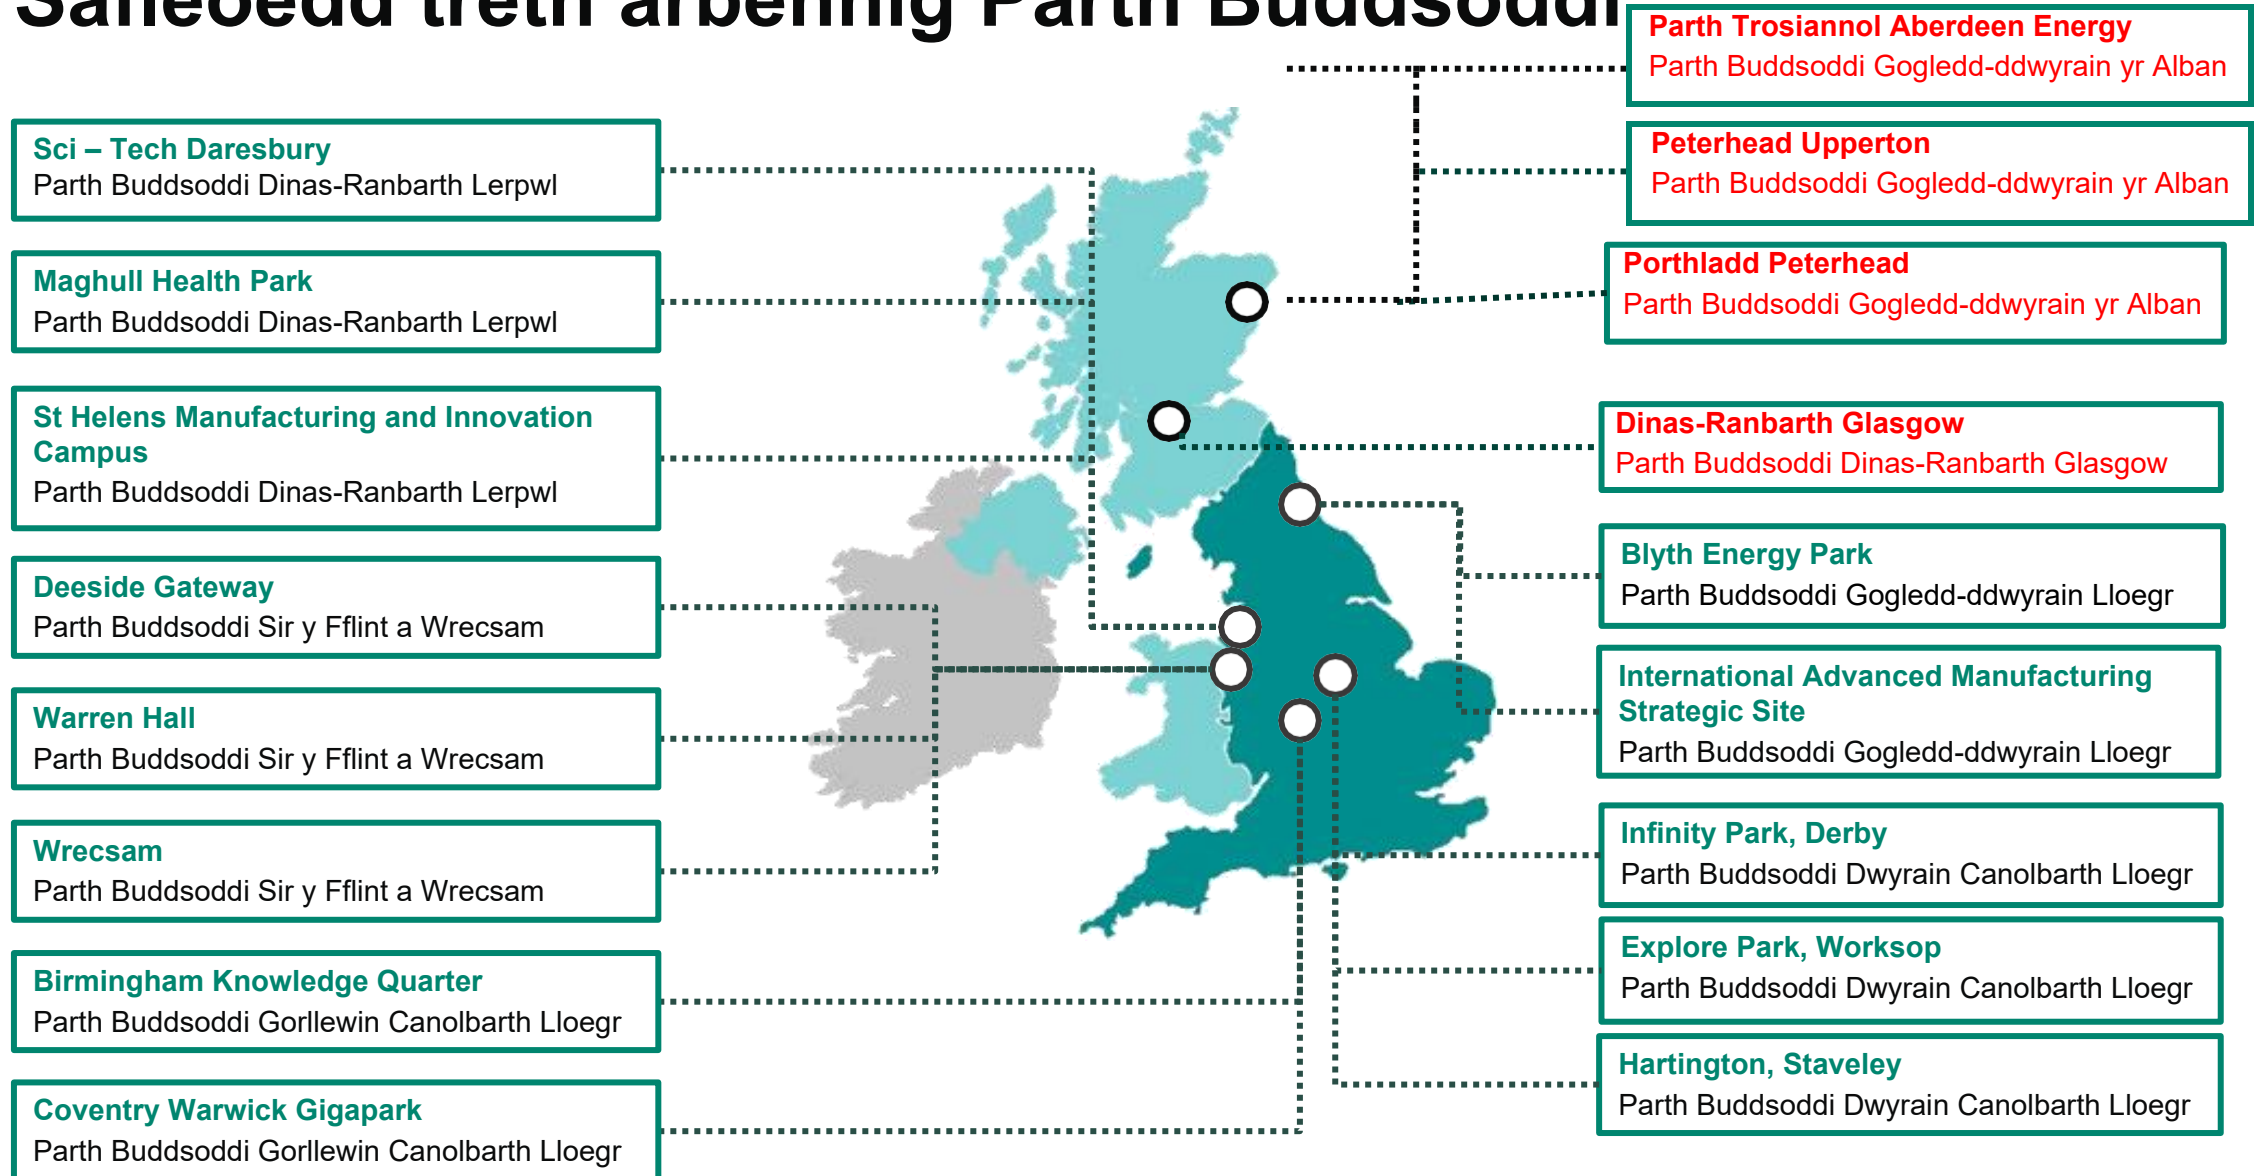 Safleoedd treth arbennig Parth Buddsoddi
Sci – Tech Daresbury
Parth Buddsoddi Dinas-Ranbarth Lerpwl
Maghull Health Park
Parth Buddsoddi Dinas-Ranbarth Lerpwl
St Helens Manufacturing and Innovation
Campus
Parth Buddsoddi Dinas-Ranbarth Lerpwl
Deeside Gateway
Parth Buddsoddi Sir y Fflint a Wrecsam
Warren Hall
Parth Buddsoddi Sir y Fflint a Wrecsam
Wrecsam
Parth Buddsoddi Sir y Fflint a Wrecsam
Birmingham Knowledge Quarter
Parth Buddsoddi Gorllewin Canolbarth Lloegr
Coventry Warwick Gigapark
Parth Buddsoddi Gorllewin Canolbarth Lloegr
Parth Trosiannol Aberdeen Energy
Parth Buddsoddi Gogledd-ddwyrain yr Alban
Peterhead Upperton
Parth Buddsoddi Gogledd-ddwyrain yr Alban
Porthladd Peterhead
Parth Buddsoddi Gogledd-ddwyrain yr Alban
Dinas-Ranbarth Glasgow
Parth Buddsoddi Dinas-Ranbarth Glasgow
Blyth Energy Park
Parth Buddsoddi Gogledd-ddwyrain Lloegr
International Advanced Manufacturing
Strategic Site
Parth Buddsoddi Gogledd-ddwyrain Lloegr
Infinity Park, Derby
Parth Buddsoddi Dwyrain Canolbarth Lloegr
Explore Park, Worksop
Parth Buddsoddi Dwyrain Canolbarth Lloegr
Hartington, Staveley
Parth Buddsoddi Dwyrain Canolbarth Lloegr